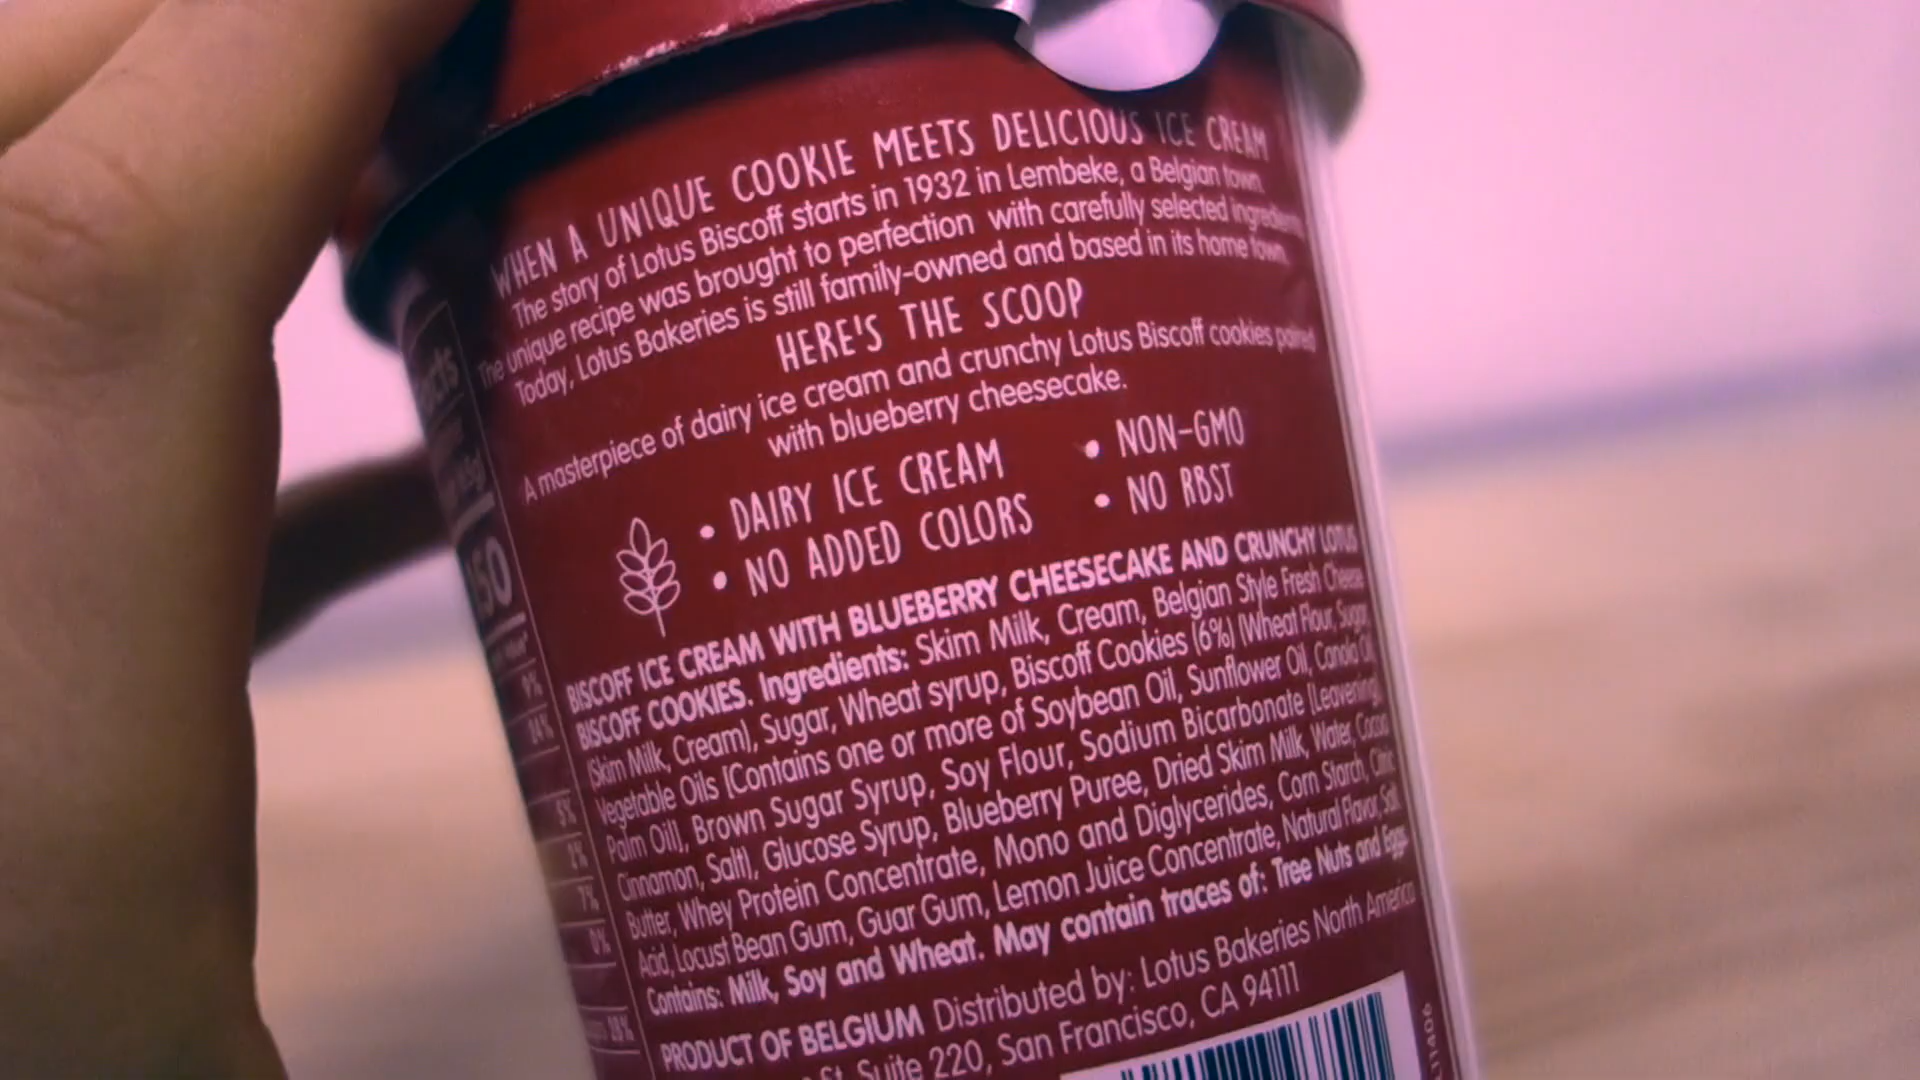 WHEN A UNIQUE COOKIE MEETS DELICIOUS ICE CREAM
The story of Lotus Biscoff starts in 1932 in Lembeke, a Belgian town.
The unique recipe was brought to perfection with carefully selected
Today, Lotus Bakeries is still family-owned and based in its home town.
HERE'S THE SCOOP
A masterpiece of dairy ice cream and crunchy Lotus Biscoff cookies paired
with blueberry cheesecake.
• DAIRY ICE CREAM
• NO ADDED COLORS
• NON-GMO
• NO RBST
BISCOFF ICE CREAM WITH BLUEBERRY CHEESECAKE AND CRUNCHY LOTUS
BISCOFF COOKIES. Ingredients: Skim Milk, Cream, Belgian Style Fresh Cheese
(Skim Milk, Cream), Sugar, Wheat syrup, Biscoff Cookies (6%) (Wheat Flour, Sugar,
Vegetable Oils [Contains one or more of Soybean Oil, Sunflower Oil, Canola Oil,
Palm Oil], Brown Sugar Syrup, Soy Flour, Sodium Bicarbonate [Leavening],
Cinnamon, Salt), Glucose Syrup, Blueberry Puree, Dried Skim Milk, Water, Cocoa
Butter, Whey Protein Concentrate, Mono and Diglycerides, Corn Starch, Citric
Acid, Locust Bean Gum, Guar Gum, Lemon Juice Concentrate, Natural Flavor, Salt.
Contains: Milk, Soy and Wheat. May contain traces of: Tree Nuts and Eggs.
PRODUCT OF BELGIUM Distributed by: Lotus Bakeries North America
St, Suite 220, San Francisco, CA 94111
9%
24%
6%
2%
7%
0%